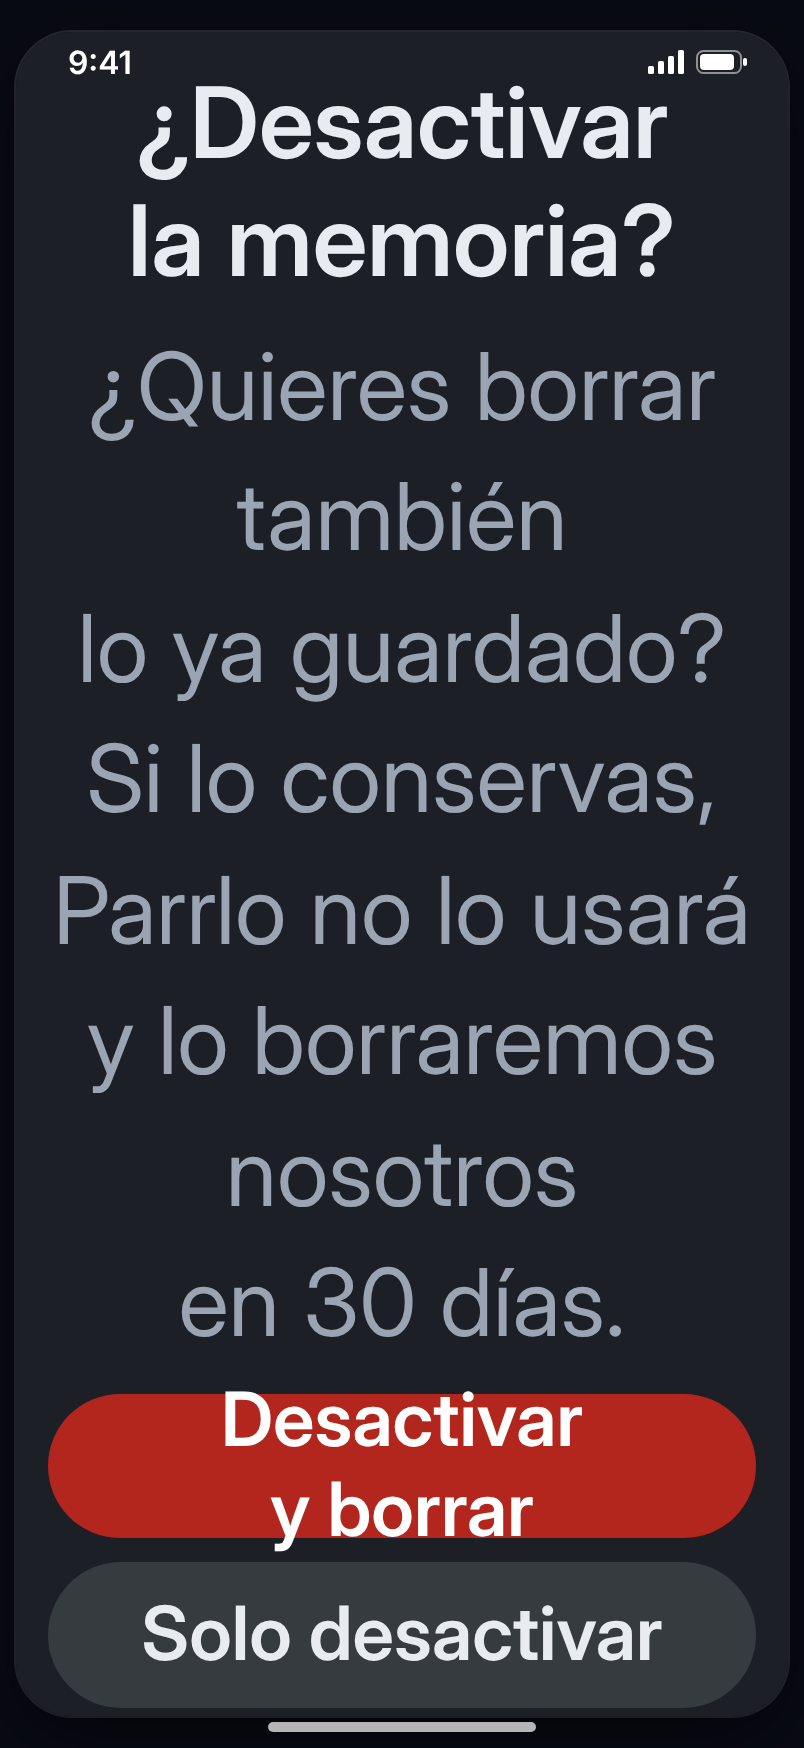 9:41
¿Desactivar
la memoria?
¿Quieres borrar
también
lo ya guardado?
Si lo conservas,
Parrlo no lo usará
y lo borraremos
nosotros
en 30 días.
Desactivar
y borrar
Solo desactivar